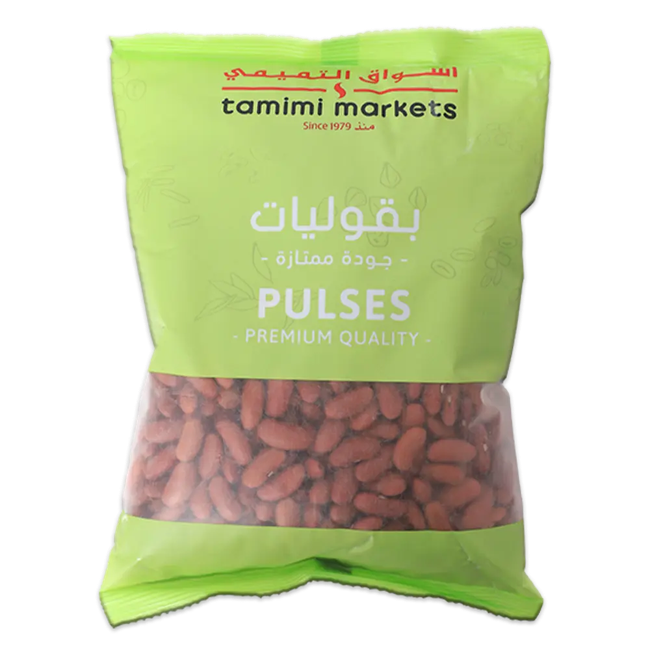 اسواق التميمي
tamimi markets
Since 1979 منذ
بقوليات
- جودة ممتازة -
PULSES
- PREMIUM QUALITY -